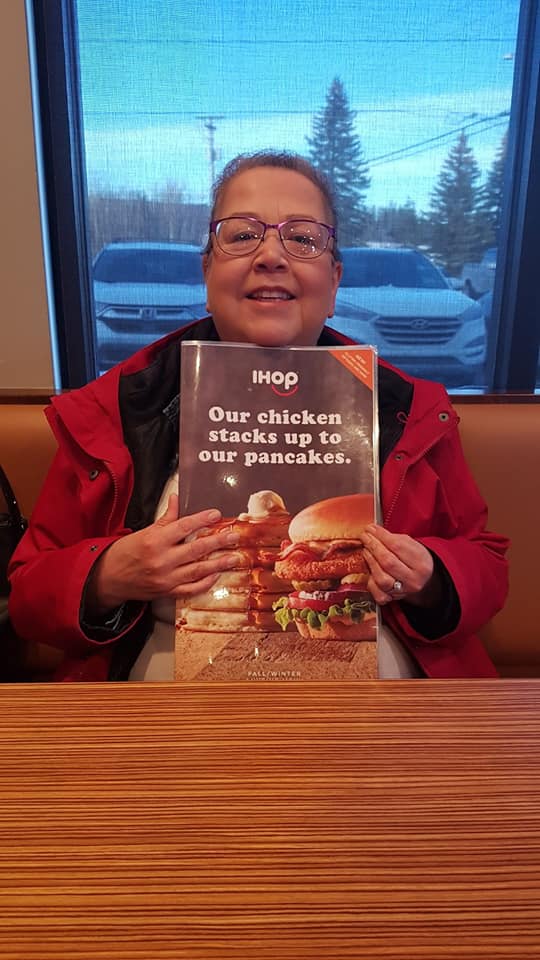 IHOP
Our chicken
stacks up to
our pancakes.
FALL/WINTER